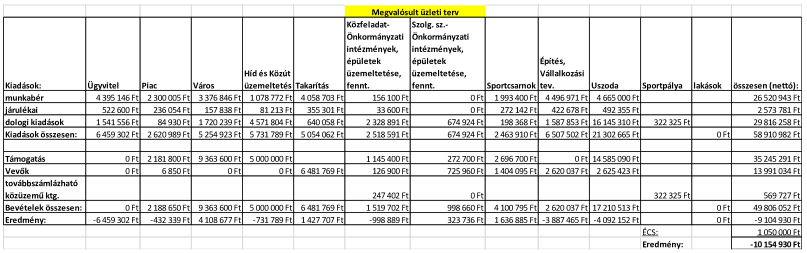 Megvalósult üzleti terv
Kiadások: Ügyvitel Piac Város Híd és Közút üzemeltetés Takarítás Közfeladat- Önkormányzati intézmények, épületek üzemeltetése, fennt. Szolg. sz.- Önkormányzati intézmények, épületek üzemeltetése, fennt. Sportcsarnok Építés, Vállalkozási tev. Uszoda Sportpálya lakások összesen (nettó):
munkabér 4 395 146 Ft 2 300 005 Ft 3 376 846 Ft 1 078 772 Ft 4 058 703 Ft 156 100 Ft 0 Ft 1 993 400 Ft 4 496 971 Ft 4 665 000 Ft 26 520 943 Ft
járulékai 522 600 Ft 236 054 Ft 157 838 Ft 81 213 Ft 355 301 Ft 33 600 Ft 0 Ft 272 142 Ft 422 678 Ft 492 355 Ft 2 573 781 Ft
dologi kiadások 1 541 556 Ft 84 930 Ft 1 720 239 Ft 4 571 804 Ft 640 058 Ft 2 328 891 Ft 674 924 Ft 198 368 Ft 1 587 853 Ft 16 145 310 Ft 322 325 Ft 29 816 258 Ft
Kiadások összesen: 6 459 302 Ft 2 620 989 Ft 5 254 923 Ft 5 731 789 Ft 5 054 062 Ft 2 518 591 Ft 674 924 Ft 2 463 910 Ft 6 507 502 Ft 21 302 665 Ft 0 Ft 58 910 982 Ft
Támogatás 0 Ft 2 181 800 Ft 9 363 600 Ft 5 000 000 Ft 1 145 400 Ft 272 700 Ft 2 696 700 Ft 0 Ft 14 585 090 Ft 35 245 291 Ft
Vevők 0 Ft 6 850 Ft 0 Ft 0 Ft 6 481 769 Ft 126 900 Ft 725 960 Ft 1 404 095 Ft 2 620 037 Ft 2 625 423 Ft 13 991 034 Ft
továbbszámlázható
közüzemű ktg. 247 402 Ft 0 Ft 322 325 Ft 569 727 Ft
Bevételek összesen: 0 Ft 2 188 650 Ft 9 363 600 Ft 5 000 000 Ft 6 481 769 Ft 1 519 702 Ft 998 660 Ft 4 100 795 Ft 2 620 037 Ft 17 210 513 Ft 0 Ft 49 806 052 Ft
Eredmény: -6 459 302 Ft -432 339 Ft 4 108 677 Ft -731 789 Ft 1 427 707 Ft -998 889 Ft 323 736 Ft 1 636 885 Ft -3 887 465 Ft -4 092 152 Ft 0 Ft -9 104 930 Ft
ÉCS: 1 050 000 Ft
Eredmény: -10 154 930 Ft